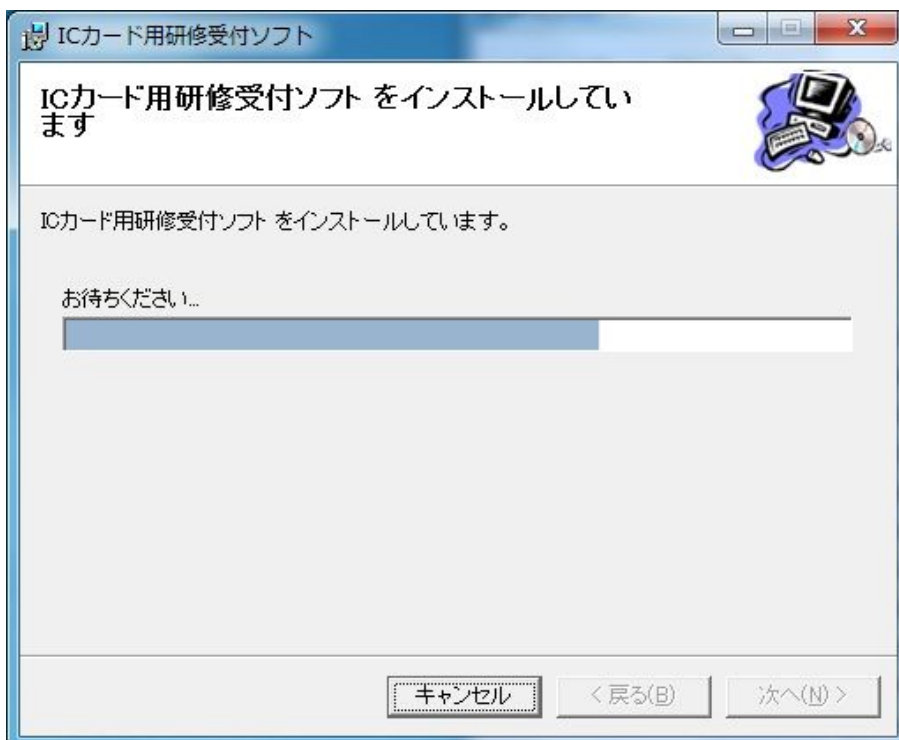 ICカード用研修受付ソフト
ICカード用研修受付ソフト をインストールしてい
ます
ICカード用研修受付ソフト をインストールしています。
お待ちください...
キャンセル
< 戻る(B)
次へ(N) >